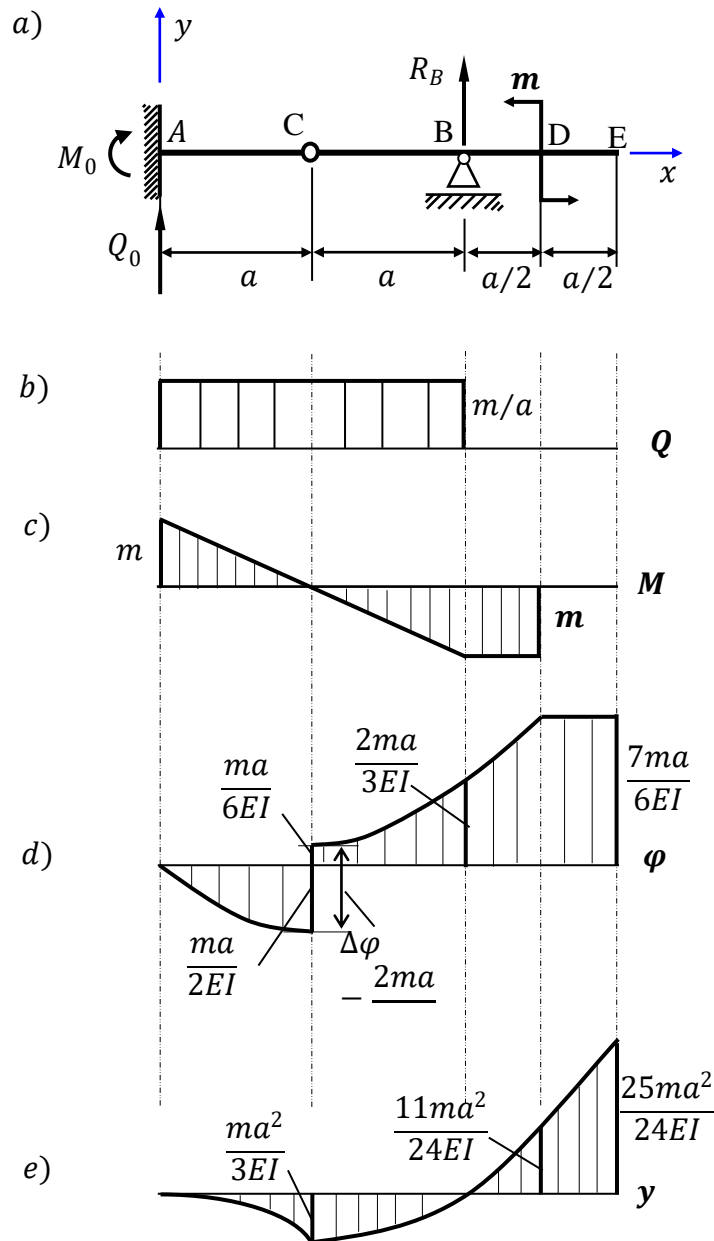 a)
y
R_B
m
A
C
B
D
E
M_0
x
Q_0
a
a
a/2
a/2
b)
m/a
Q
c)
m
M
m
ma/6EI
2ma/3EI
7ma/6EI
d)
φ
ma/2EI
Δφ
− 2ma
ma²/3EI
11ma²/24EI
25ma²/24EI
e)
y